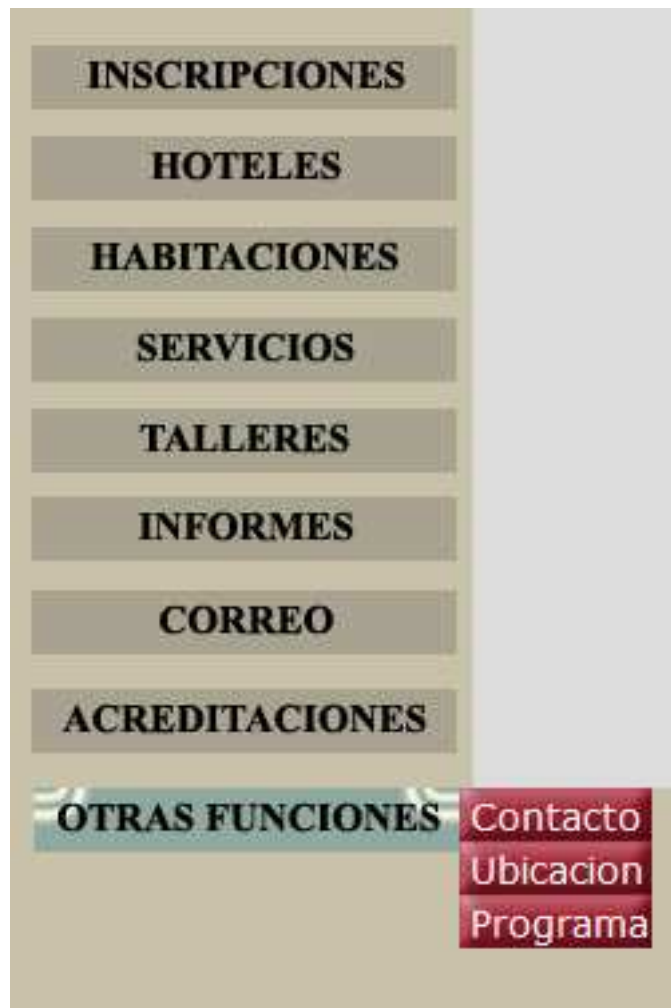 INSCRIPCIONES
HOTELES
HABITACIONES
SERVICIOS
TALLERES
INFORMES
CORREO
ACREDITACIONES
OTRAS FUNCIONES
Contacto
Ubicacion
Programa